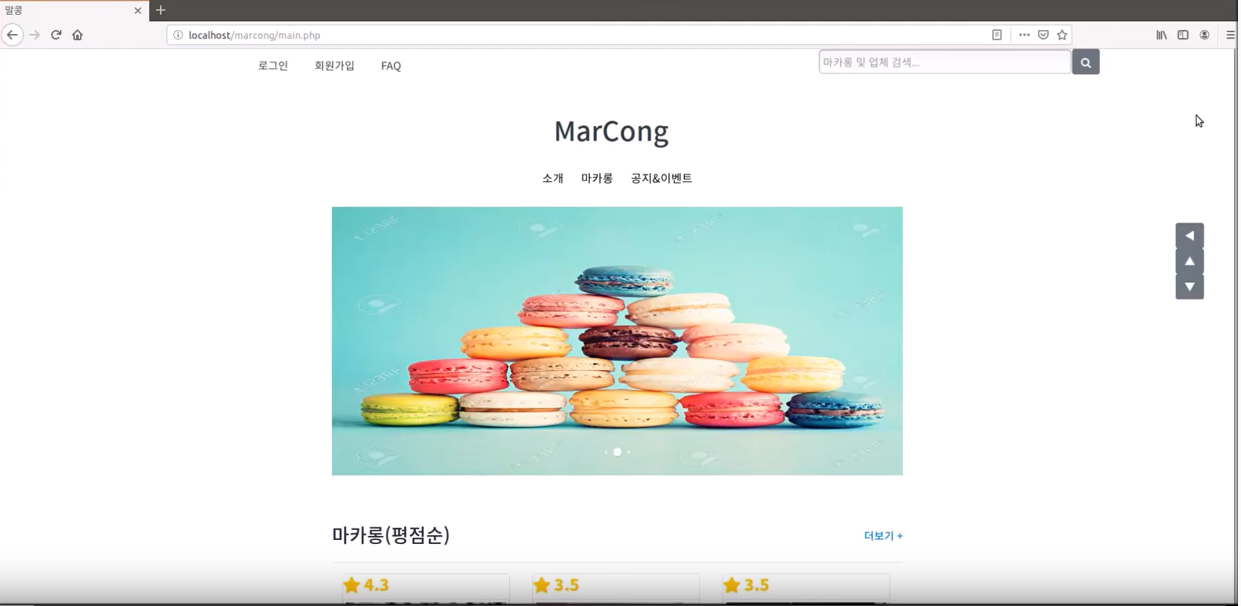 말콩
localhost/marcong/main.php
로그인 회원가입 FAQ
마카롱 및 업체 검색...
MarCong
소개 마카롱 공지&이벤트
123RF
마카롱(평점순)
더보기 +
4.3 3.5 3.5